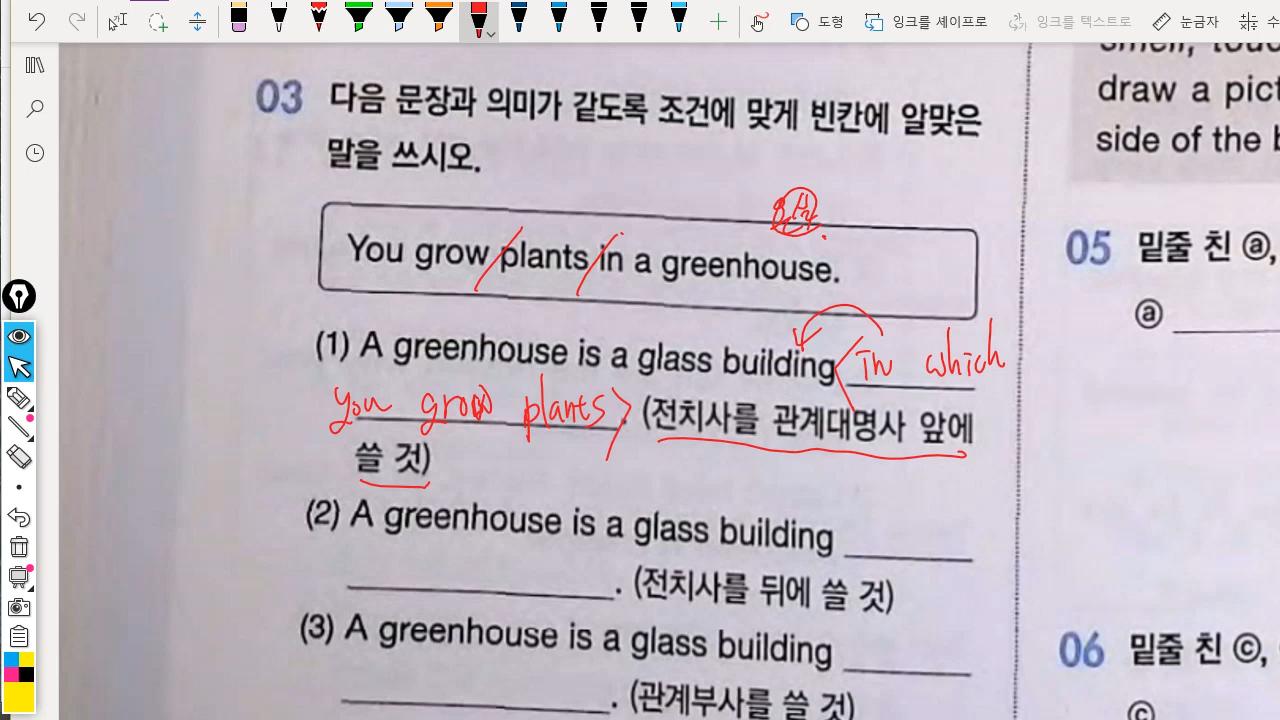 도형
잉크를 셰이프로
잉크를 텍스트로
눈금자
수
03 다음 문장과 의미가 같도록 조건에 맞게 빈칸에 알맞은
말을 쓰시오.
You grow plants in a greenhouse.
(1) A greenhouse is a glass building in which
you grow plants. (전치사를 관계대명사 앞에
쓸 것)
(2) A greenhouse is a glass building
. (전치사를 뒤에 쓸 것)
(3) A greenhouse is a glass building
. (관계부사를 쓸 것)
smell, touc
draw a pict
side of the b
05 밑줄 친 ⓐ,
ⓐ
06 밑줄 친 ⓒ,
ⓒ